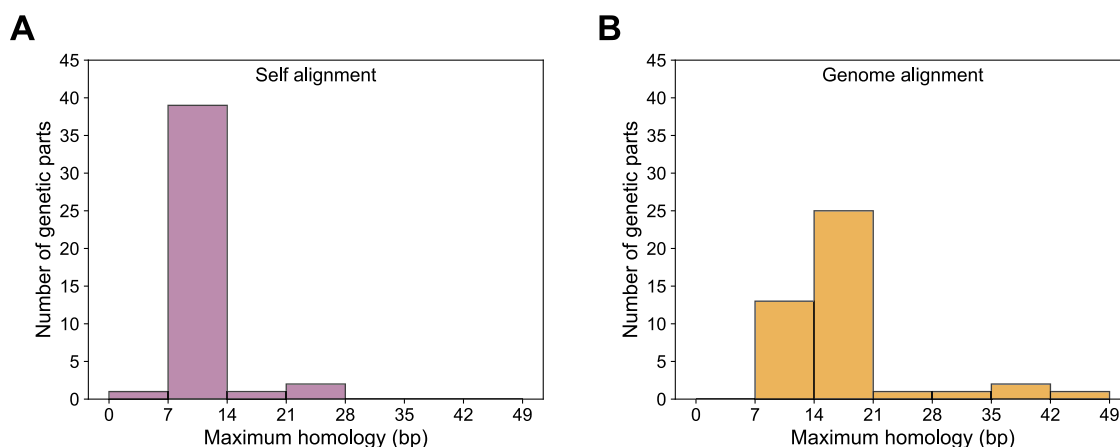 A
Self alignment
Number of genetic parts
45
40
35
30
25
20
15
10
5
0
0 7 14 21 28 35 42 49
Maximum homology (bp)
B
Genome alignment
Number of genetic parts
45
40
35
30
25
20
15
10
5
0
0 7 14 21 28 35 42 49
Maximum homology (bp)